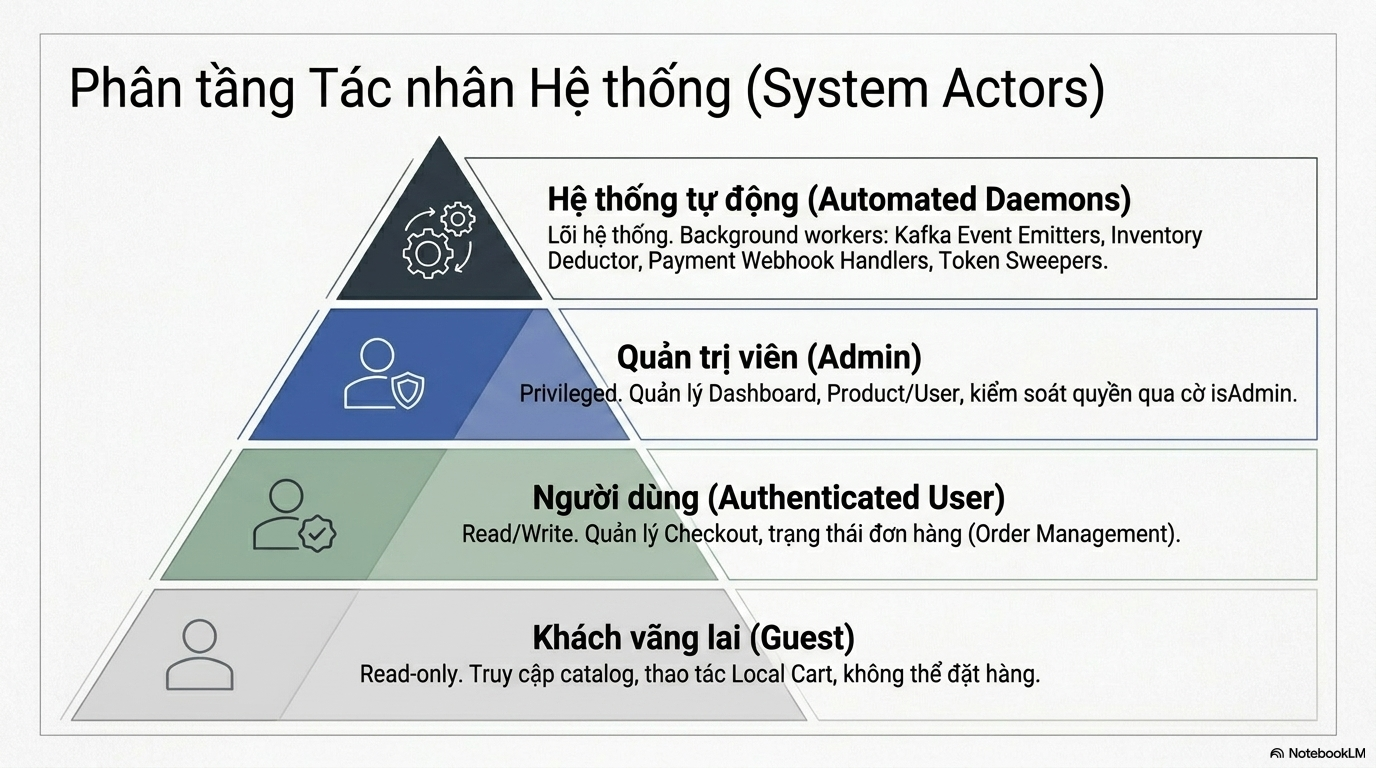 Phân tầng Tác nhân Hệ thống (System Actors)
Hệ thống tự động (Automated Daemons)
Lõi hệ thống. Background workers: Kafka Event Emitters, Inventory
Deductor, Payment Webhook Handlers, Token Sweepers.
Quản trị viên (Admin)
Privileged. Quản lý Dashboard, Product/User, kiểm soát quyền qua cờ isAdmin.
Người dùng (Authenticated User)
Read/Write. Quản lý Checkout, trạng thái đơn hàng (Order Management).
Khách vãng lai (Guest)
Read-only. Truy cập catalog, thao tác Local Cart, không thể đặt hàng.
NotebookLM